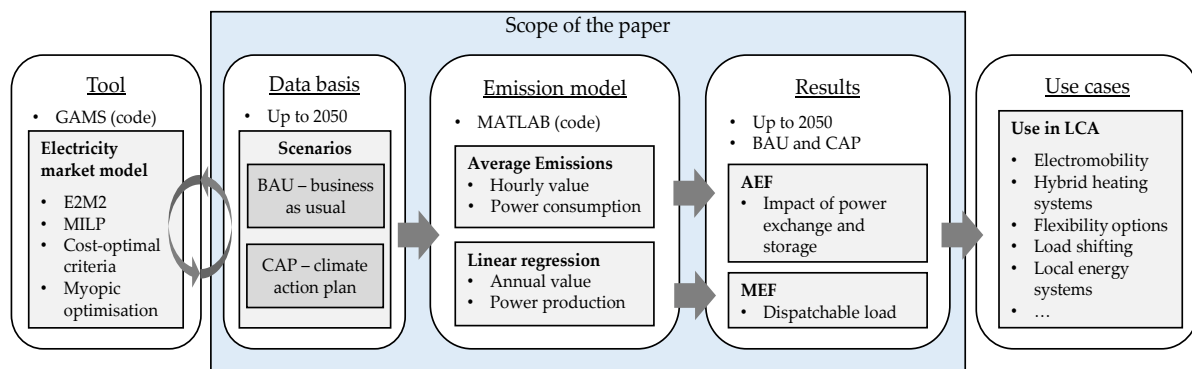 Scope of the paper
Tool
• GAMS (code)
Electricity
market model
• E2M2
• MILP
• Cost-optimal
criteria
• Myopic
optimisation
Data basis
• Up to 2050
Scenarios
BAU – business
as usual
CAP – climate
action plan
Emission model
• MATLAB (code)
Average Emissions
• Hourly value
• Power consumption
Linear regression
• Annual value
• Power production
Results
• Up to 2050
• BAU and CAP
AEF
• Impact of power
exchange and
storage
MEF
• Dispatchable load
Use cases
Use in LCA
• Electromobility
• Hybrid heating
systems
• Flexibility options
• Load shifting
• Local energy
systems
• …